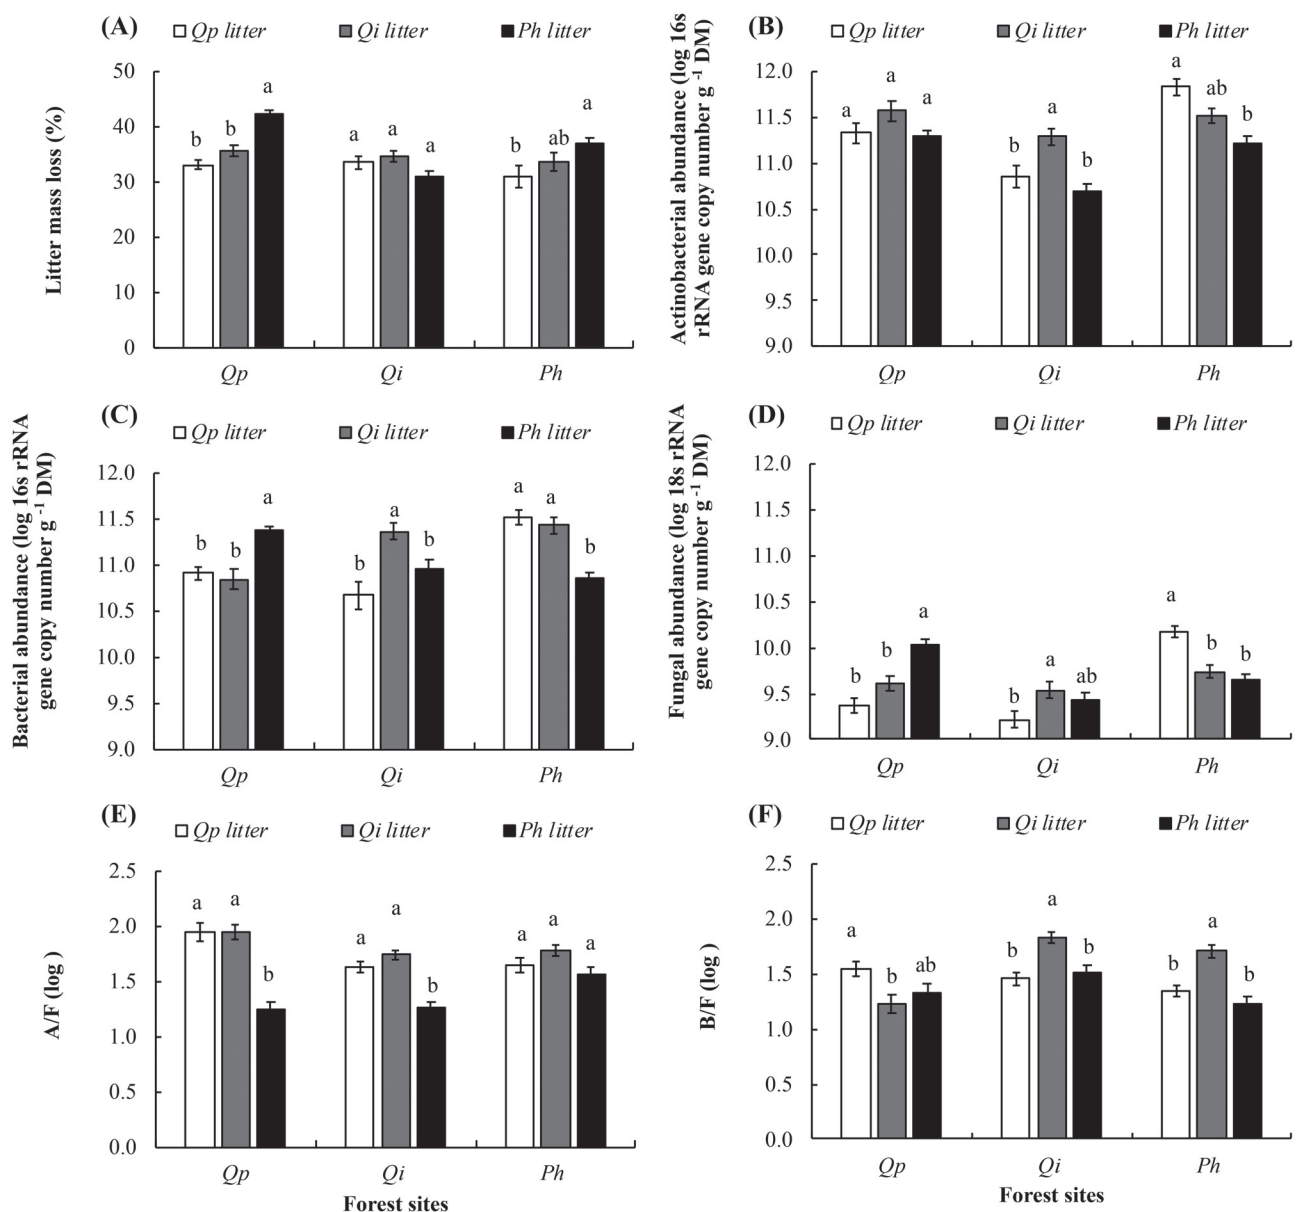 (A) Qp litter Qi litter Ph litter
Litter mass loss (%)
50
40
30
20
10
0
b b a a a a b ab a
Qp Qi Ph
(B) Qp litter Qi litter Ph litter
Actinobacterial abundance (log 16s
rRNA gene copy number g -1 DM)
12.0
11.5
11.0
10.5
10.0
9.5
9.0
a a a b a b a ab b
Qp Qi Ph
(C) Qp litter Qi litter Ph litter
Bacterial abundance (log 16s rRNA
gene copy number g -1 DM)
12.0
11.5
11.0
10.5
10.0
9.5
9.0
b b a b a b a a b
Qp Qi Ph
(D) Qp litter Qi litter Ph litter
Fungal abundance (log 18s rRNA
gene copy number g -1 DM)
12.0
11.5
11.0
10.5
10.0
9.5
9.0
b b a b a ab a b b
Qp Qi Ph
(E) Qp litter Qi litter Ph litter
A/F (log )
2.5
2.0
1.5
1.0
0.5
0.0
a a b a a b a a a
Qp Qi Ph
Forest sites
(F) Qp litter Qi litter Ph litter
B/F (log )
2.5
2.0
1.5
1.0
0.5
0.0
a b ab b a b b a b
Qp Qi Ph
Forest sites